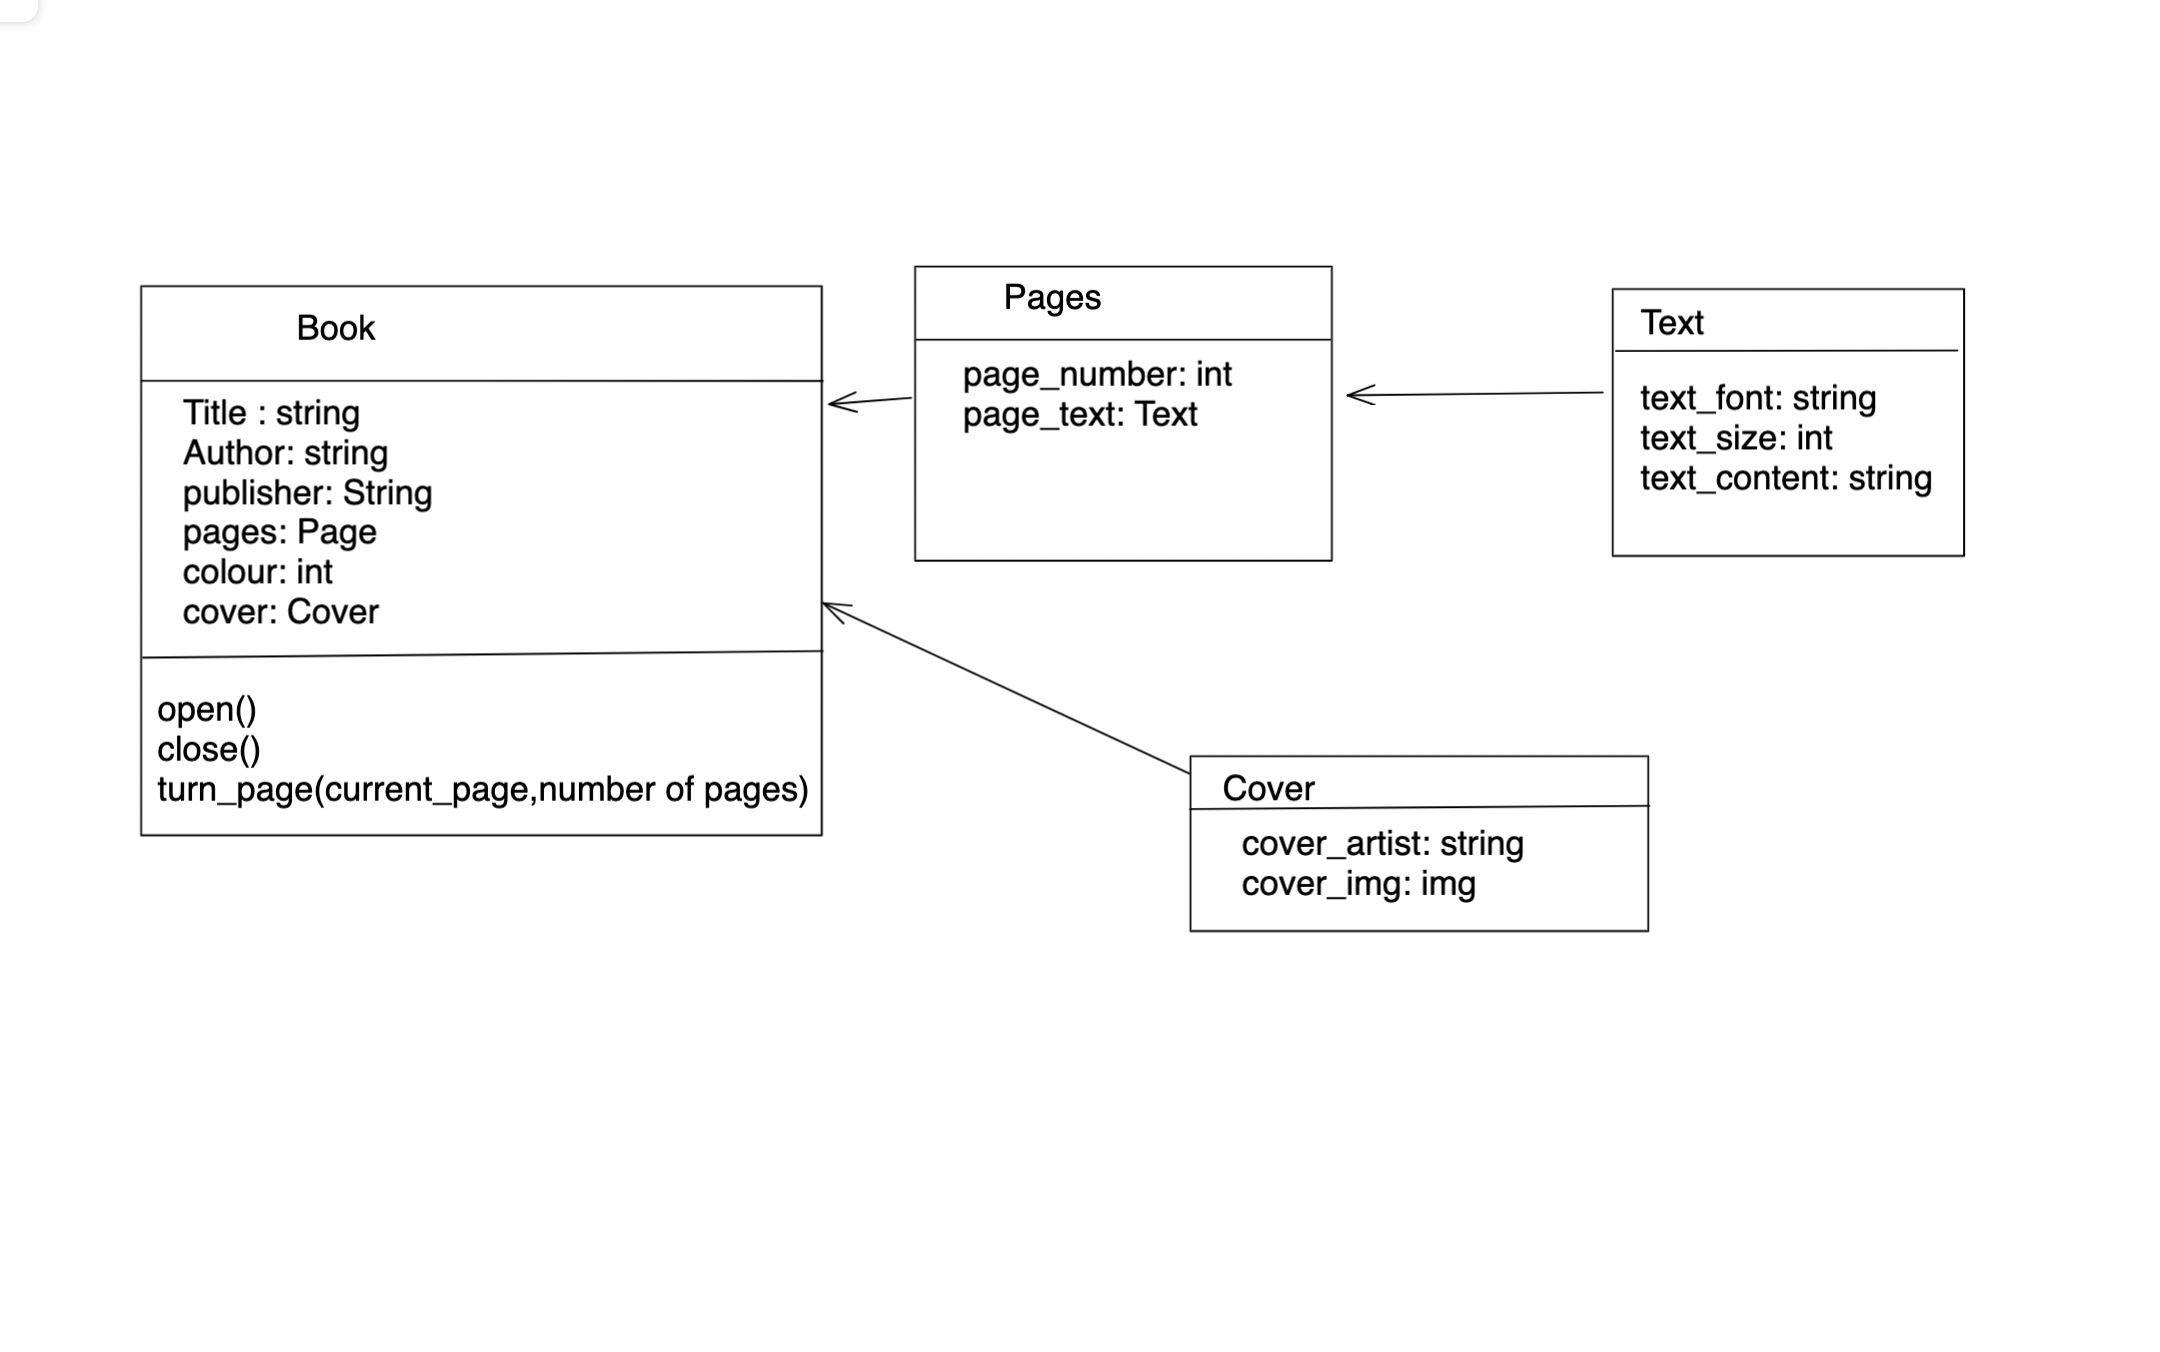 Book
Title : string
Author: string
publisher: String
pages: Page
colour: int
cover: Cover
open()
close()
turn_page(current_page,number of pages)
Pages
page_number: int
page_text: Text
Text
text_font: string
text_size: int
text_content: string
Cover
cover_artist: string
cover_img: img